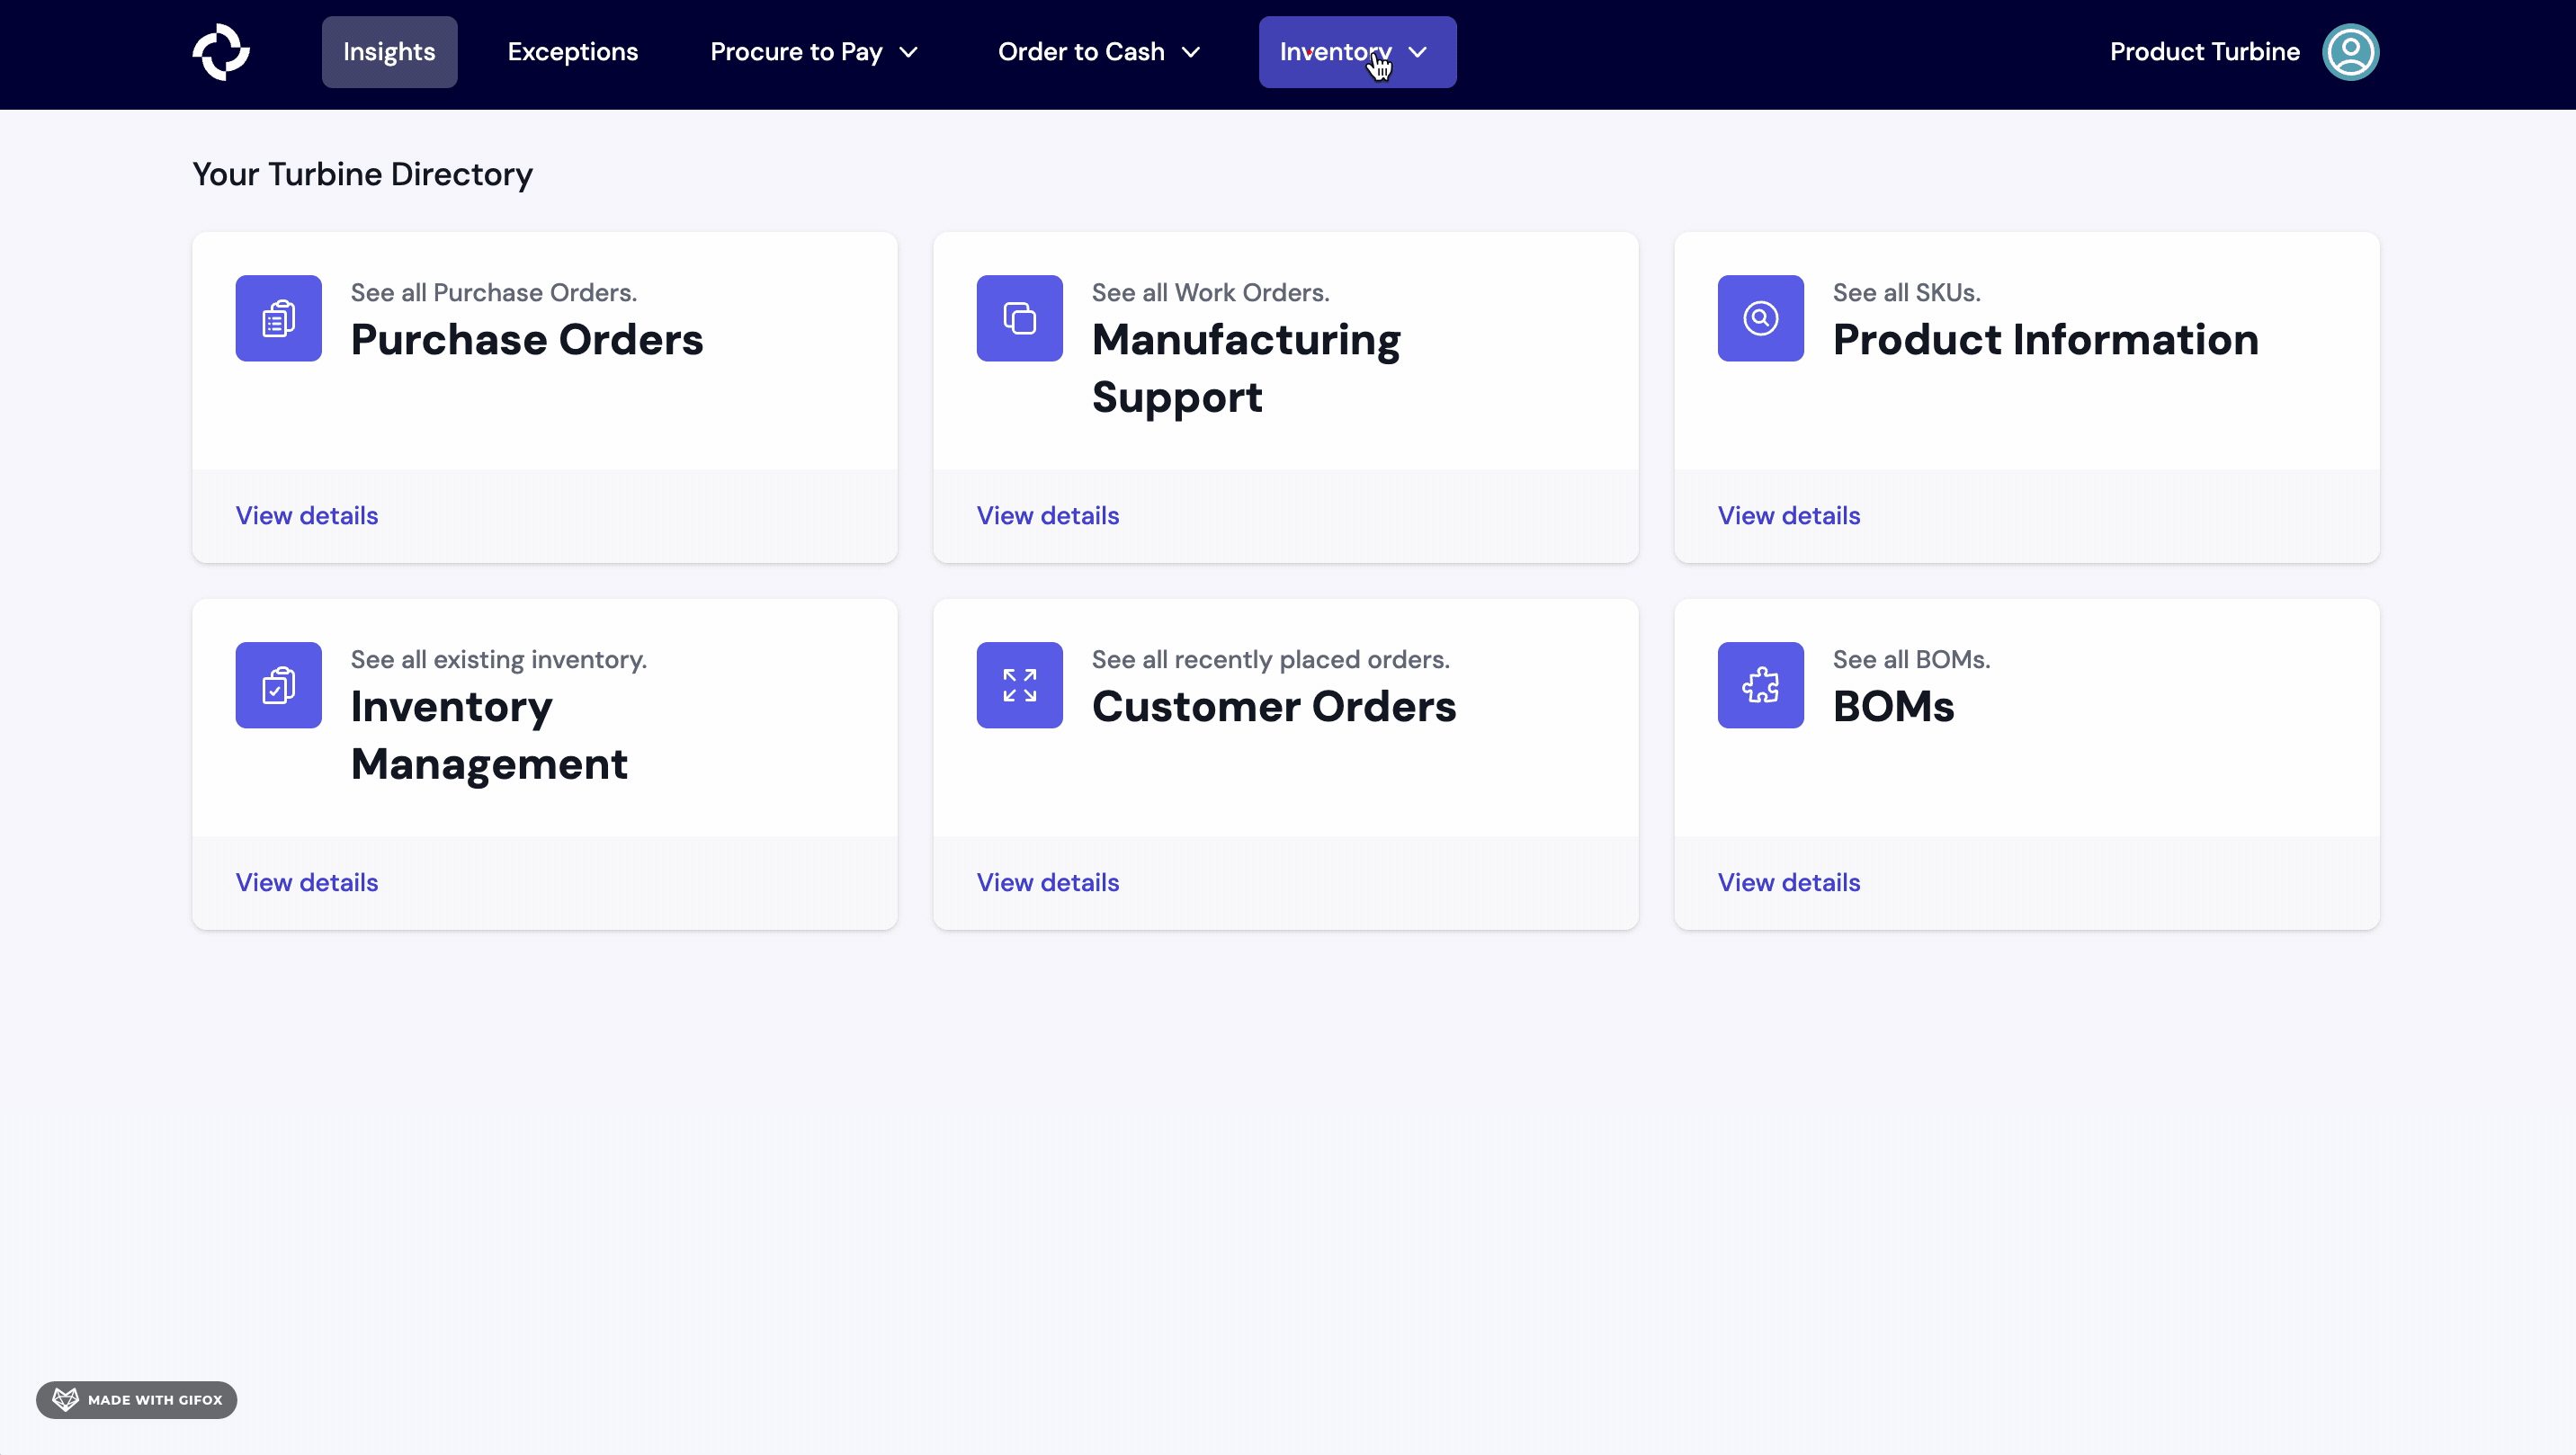 Insights Exceptions Procure to Pay Order to Cash Inventory Product Turbine
Your Turbine Directory
See all Purchase Orders.
Purchase Orders
View details
See all Work Orders.
Manufacturing
Support
View details
See all SKUs.
Product Information
View details
See all existing inventory.
Inventory
Management
View details
See all recently placed orders.
Customer Orders
View details
See all BOMs.
BOMs
View details
MADE WITH GIFOX